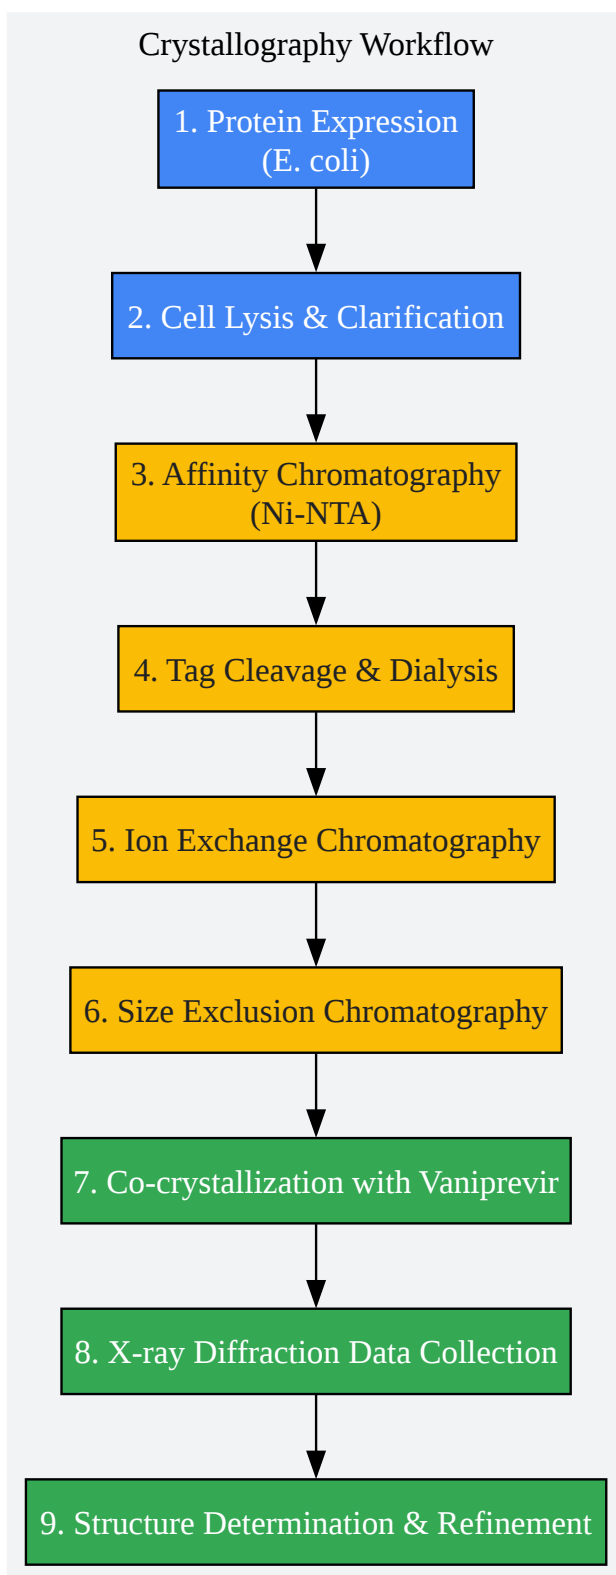 Crystallography Workflow
1. Protein Expression
(E. coli)
2. Cell Lysis & Clarification
3. Affinity Chromatography
(Ni-NTA)
4. Tag Cleavage & Dialysis
5. Ion Exchange Chromatography
6. Size Exclusion Chromatography
7. Co-crystallization with Vaniprevir
8. X-ray Diffraction Data Collection
9. Structure Determination & Refinement